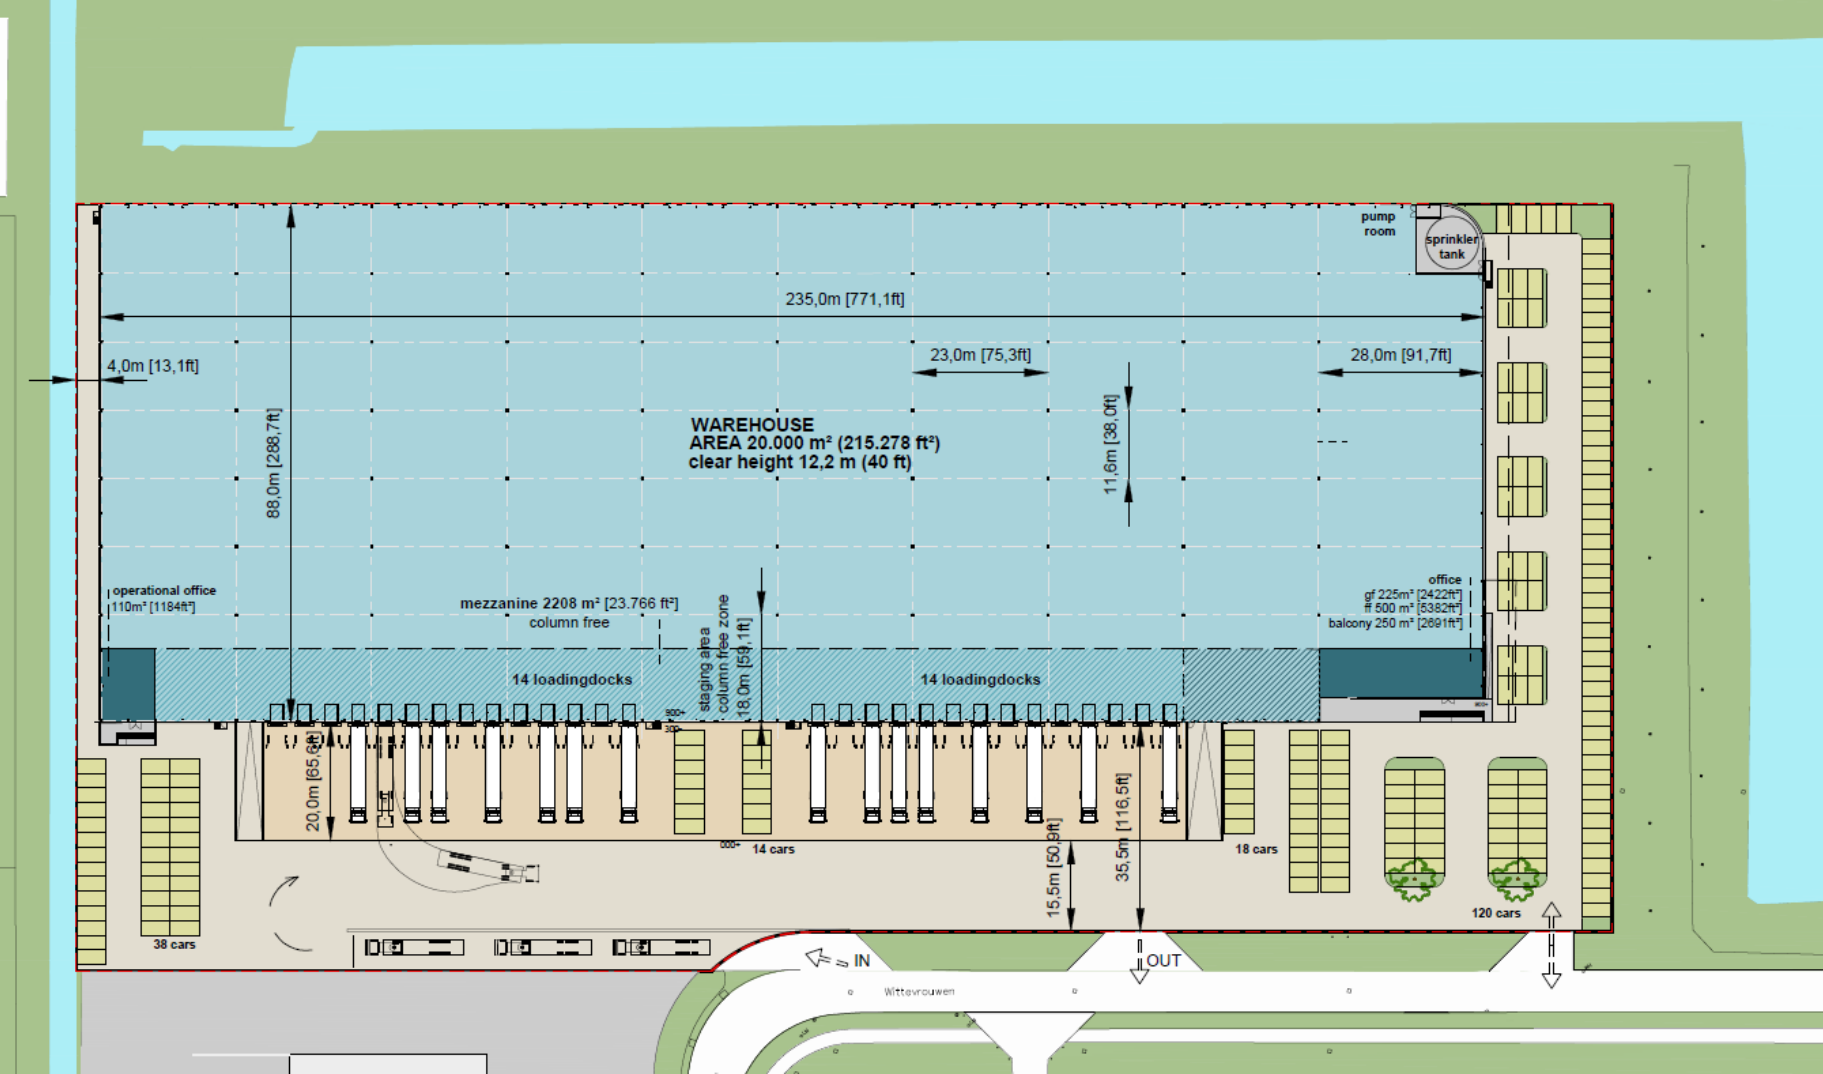 pump
room
sprinkler
tank
235,0m [771,1ft]
4,0m [13,1ft]
23,0m [75,3ft]
28,0m [91,7ft]
88,0m [288,7ft]
11,6m [38,0ft]
WAREHOUSE
AREA 20.000 m² (215.278 ft²)
clear height 12,2 m (40 ft)
operational office
110m² [1184ft²]
mezzanine 2208 m² [23.766 ft²]
column free
staging area
column free zone
18,0m [59,1ft]
office
gf 225m² [2422ft²]
ff 500 m² [5382ft²]
balcony 250 m² [2691ft²]
14 loadingdocks
14 loadingdocks
20,0m [65,6ft]
35,5m [116,5ft]
15,5m [50,9ft]
14 cars
18 cars
120 cars
38 cars
IN
OUT
Wittevrouwen